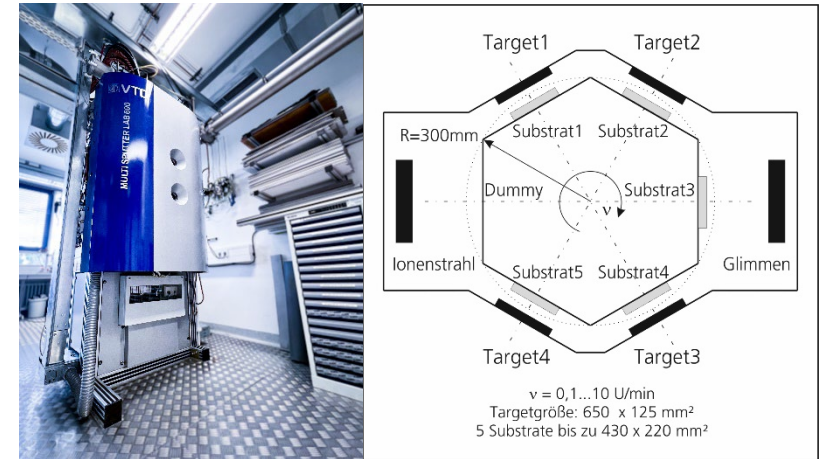 VTD
MULTI SPUTTER LAB 600
Target1
Target2
R=300mm
Substrat1
Substrat2
Dummy
Substrat3
ν
Ionenstrahl
Substrat5
Substrat4
Glimmen
Target4
Target3
ν = 0,1...10 U/min
Targetgröße: 650 x 125 mm²
5 Substrate bis zu 430 x 220 mm²